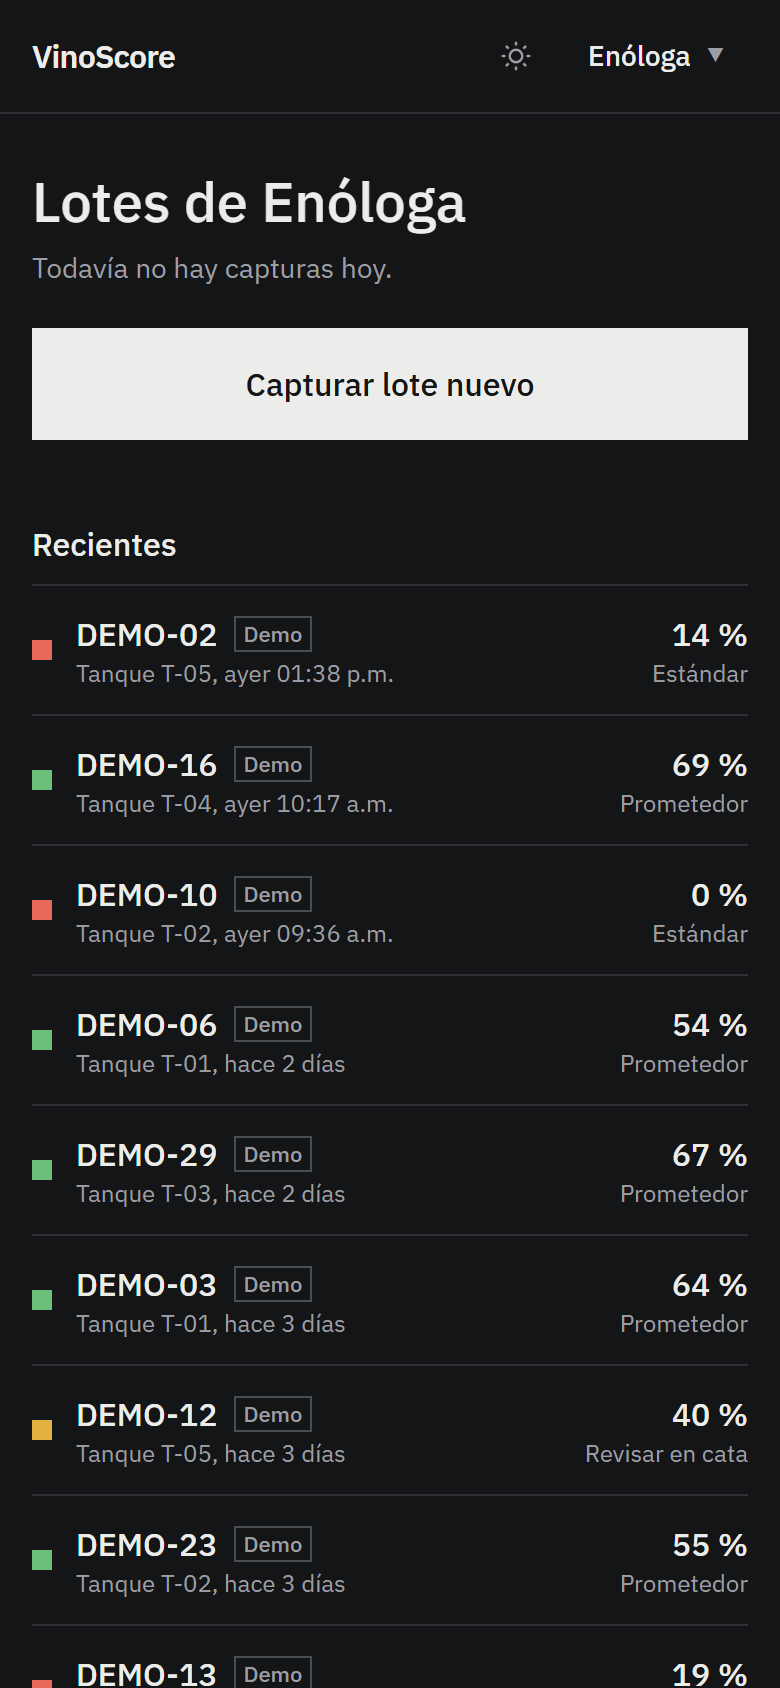 VinoScore
Enóloga ▼
Lotes de Enóloga
Todavía no hay capturas hoy.
Capturar lote nuevo
Recientes
DEMO-02 Demo 14 %
Tanque T-05, ayer 01:38 p.m. Estándar
DEMO-16 Demo 69 %
Tanque T-04, ayer 10:17 a.m. Prometedor
DEMO-10 Demo 0 %
Tanque T-02, ayer 09:36 a.m. Estándar
DEMO-06 Demo 54 %
Tanque T-01, hace 2 días Prometedor
DEMO-29 Demo 67 %
Tanque T-03, hace 2 días Prometedor
DEMO-03 Demo 64 %
Tanque T-01, hace 3 días Prometedor
DEMO-12 Demo 40 %
Tanque T-05, hace 3 días Revisar en cata
DEMO-23 Demo 55 %
Tanque T-02, hace 3 días Prometedor
DEMO-13 Demo 19 %